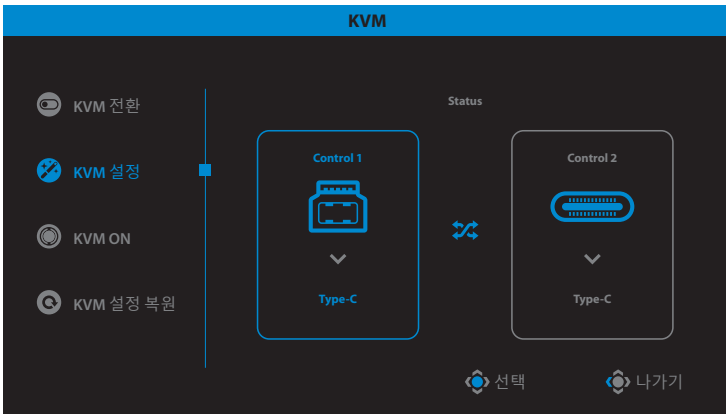 KVM
KVM 전환
KVM 설정
KVM ON
KVM 설정 복원
Status
Control 1
Type-C
Control 2
Type-C
선택
나가기